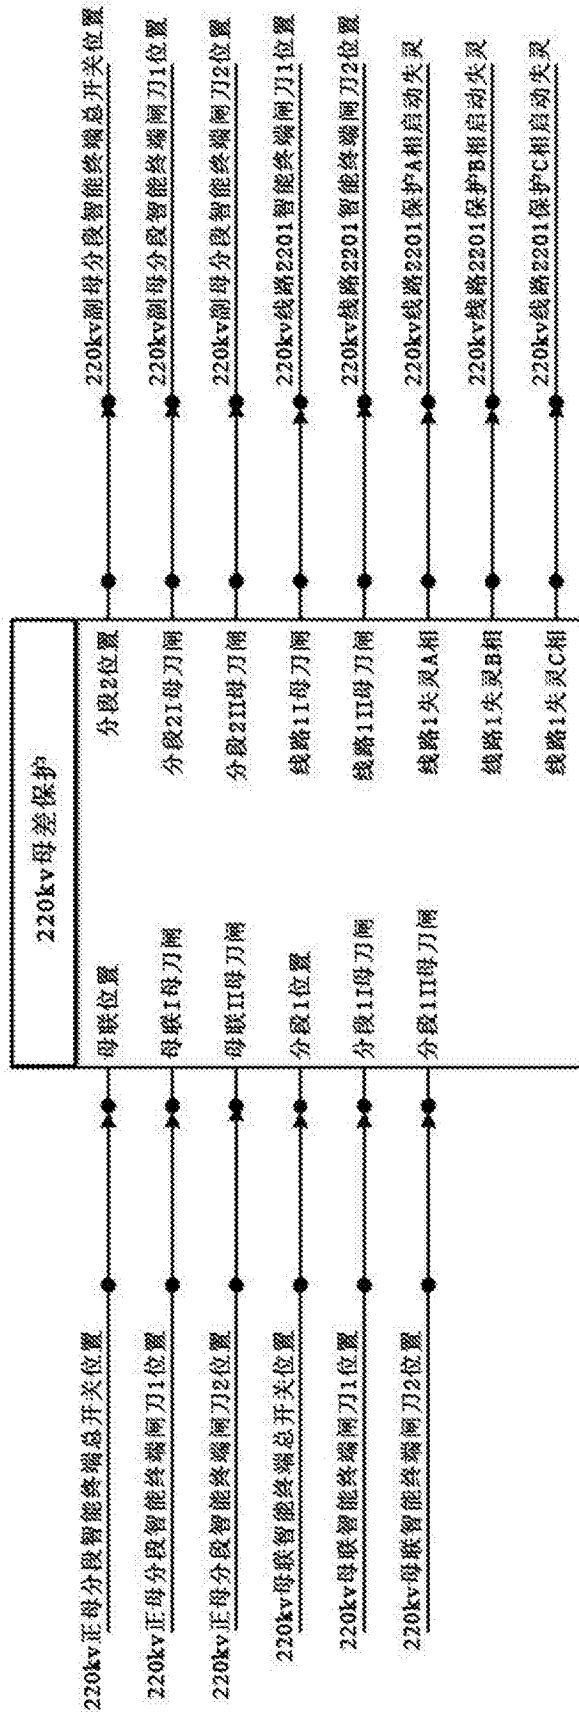 220kv母差保护
220kv正母分段智能终端总开关位置
母联位置
分段2位置
220kv副母分段智能终端总开关位置
220kv正母分段智能终端闸刀1位置
母联I母刀闸
分段2I母刀闸
220kv副母分段智能终端闸刀1位置
220kv正母分段智能终端闸刀2位置
母联II母刀闸
分段2II母刀闸
220kv副母分段智能终端闸刀2位置
220kv母联智能终端总开关位置
分段1位置
线路1I母刀闸
220kv线路2201智能终端闸刀1位置
220kv母联智能终端闸刀1位置
分段1I母刀闸
线路1II母刀闸
220kv线路2201智能终端闸刀2位置
220kv母联智能终端闸刀2位置
分段1II母刀闸
线路1失灵A相
220kv线路2201保护A相启动失灵
线路1失灵B相
220kv线路2201保护B相启动失灵
线路1失灵C相
220kv线路2201保护C相启动失灵